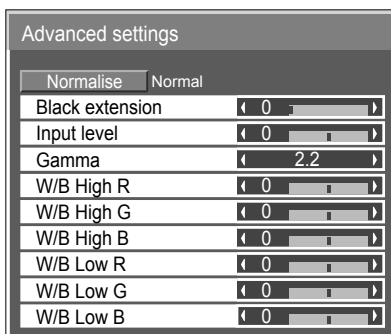 Advanced settings
Normalise Normal
Black extension 0
Input level 0
Gamma 2.2
W/B High R 0
W/B High G 0
W/B High B 0
W/B Low R 0
W/B Low G 0
W/B Low B 0